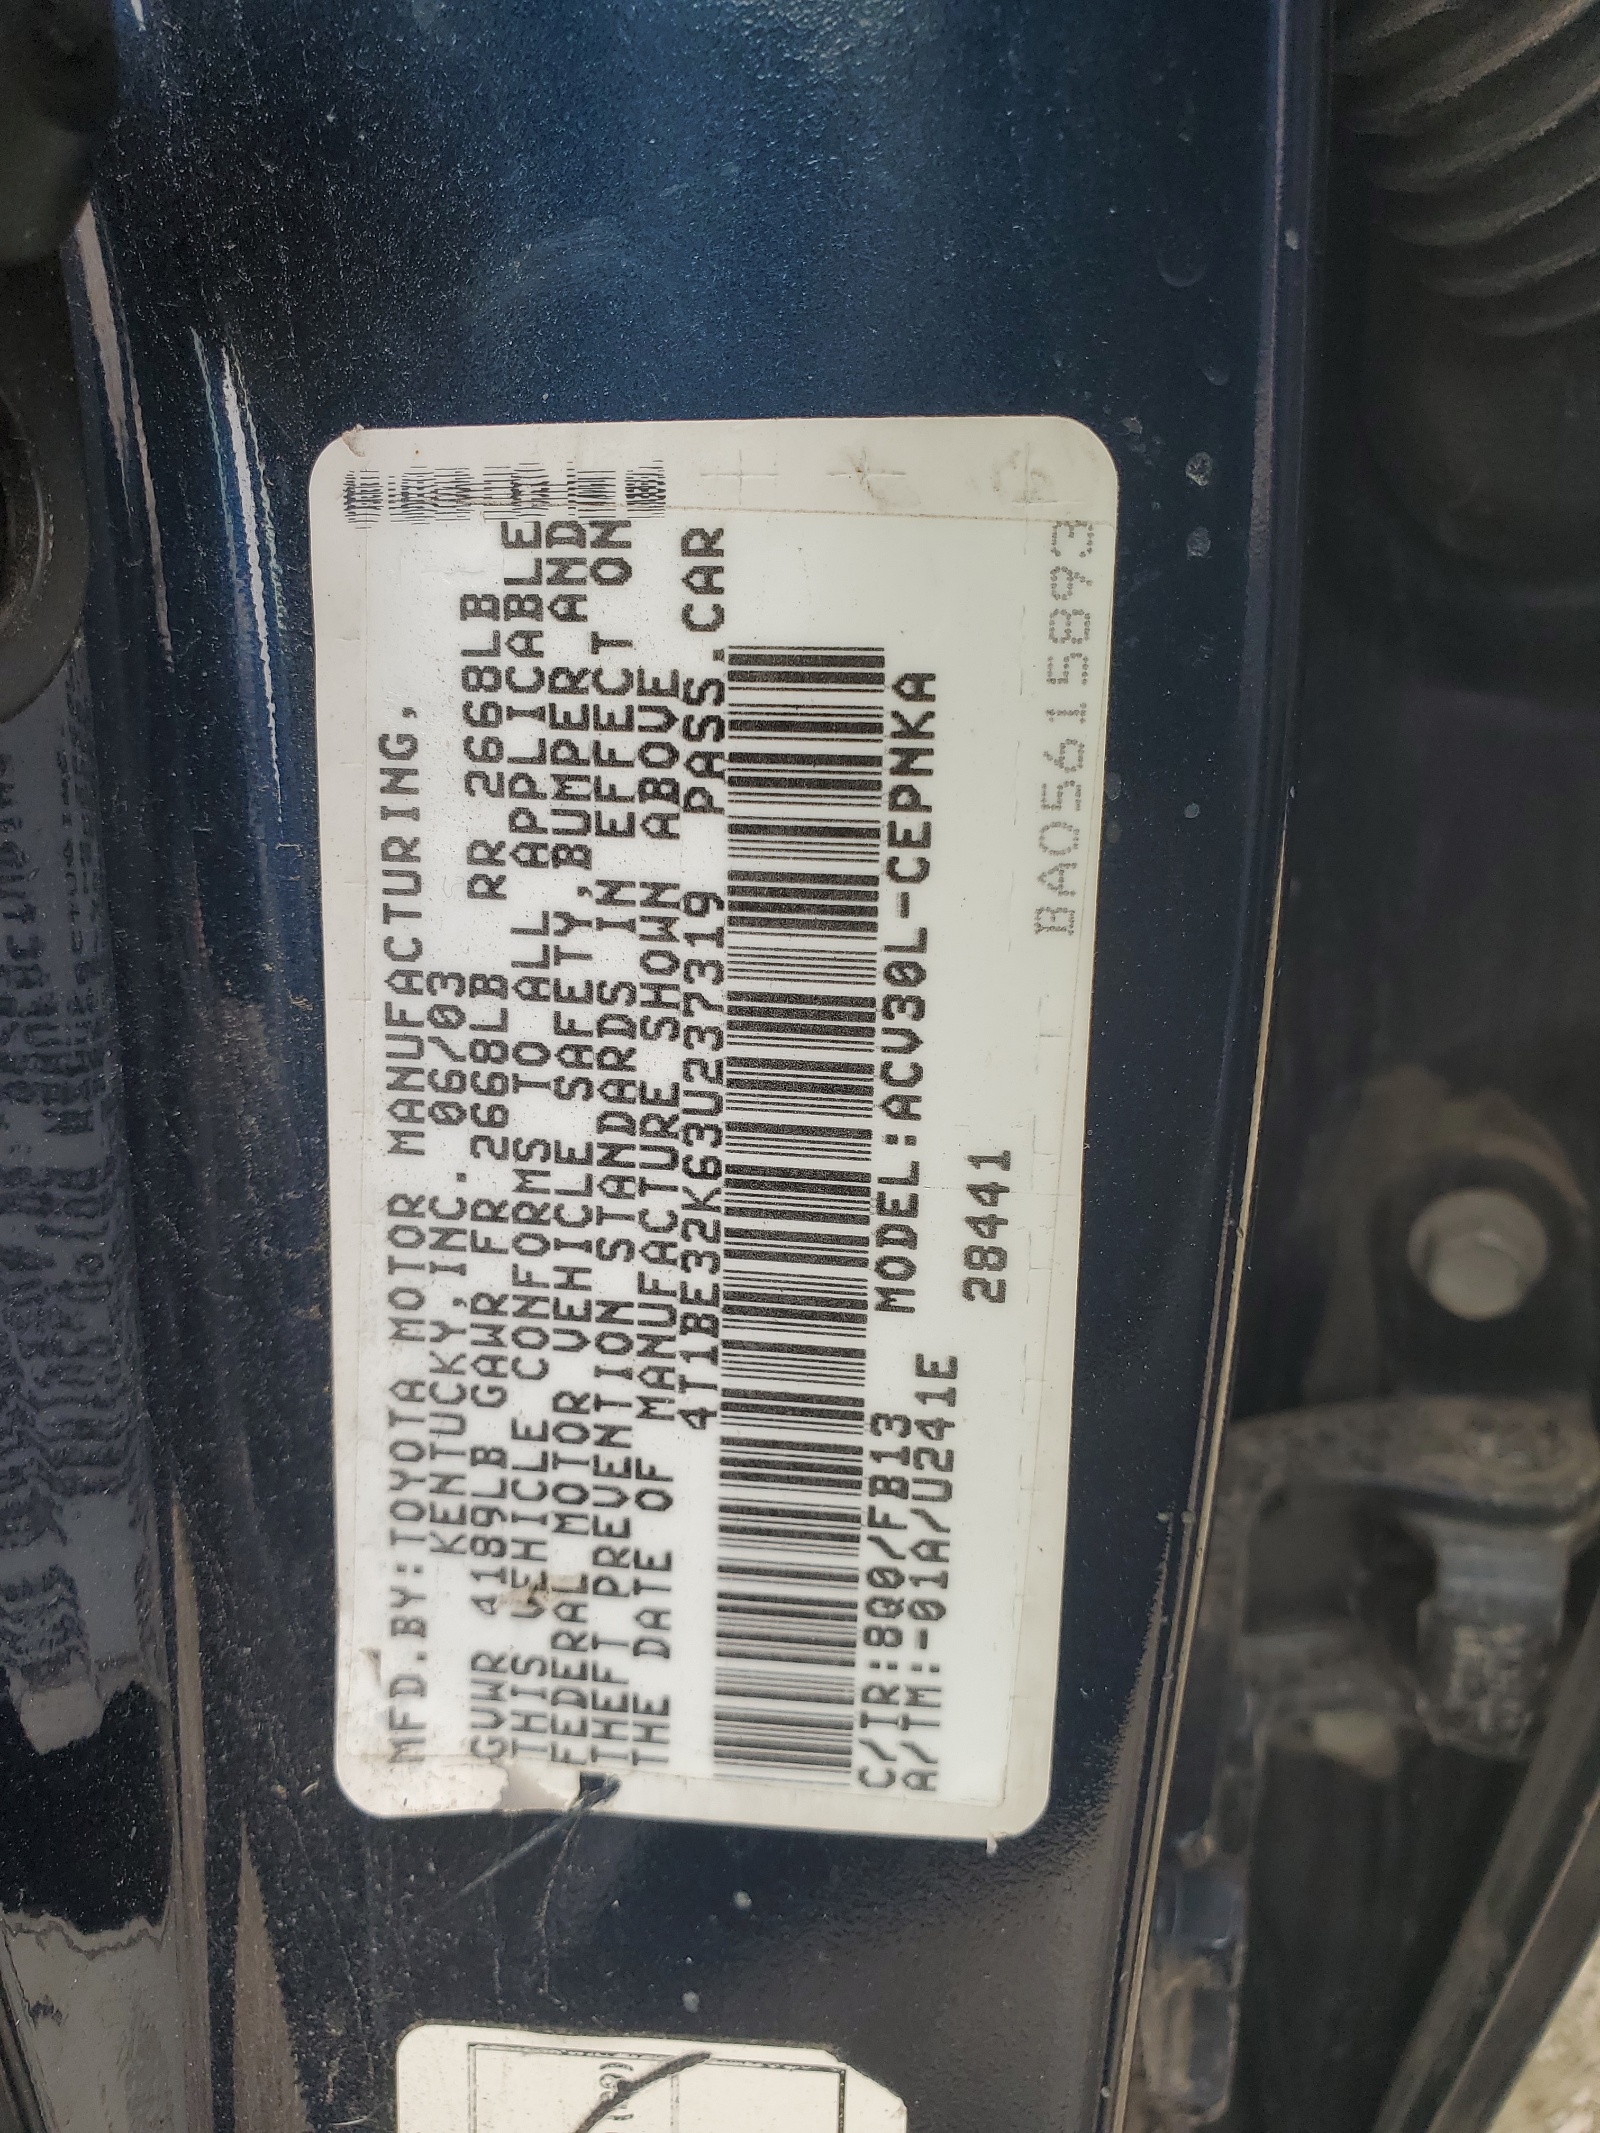 MFD.BY:TOYOTA MOTOR MANUFACTURING,
KENTUCKY,INC. 06/03
GVWR 4189LB GAWR FR 2668LB RR 2668LB
THIS VEHICLE CONFORMS TO ALL APPLICABLE
FEDERAL MOTOR VEHICLE SAFETY,BUMPER AND
THEFT PREVENTION STANDARDS IN EFFECT ON
THE DATE OF MANUFACTURE SHOWN ABOVE.
4T1BE32K63U237319 PASS.CAR
C/IR:8Q0/FB13 MODEL:ACV30L-CEPNKA
A/TM:-01A/U241E 28441
BA05615893